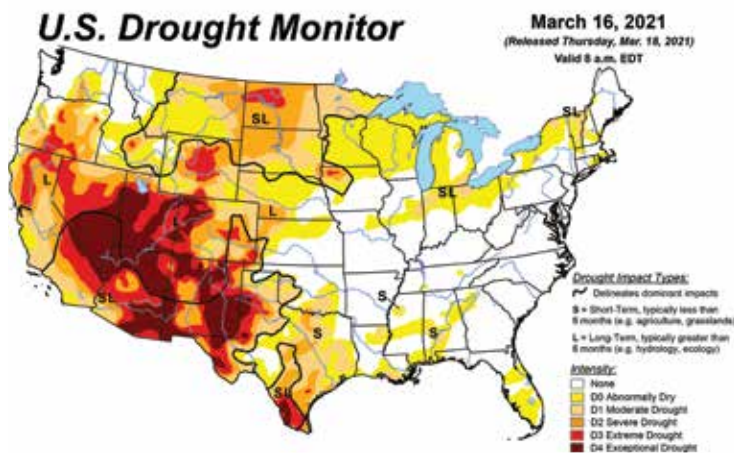 U.S. Drought Monitor
March 16, 2021
(Released Thursday, Mar. 18, 2021)
Valid 8 a.m. EDT
SL
SL
L
SL
L
L
SL
S
S
S
SL
Drought Impact Types:
Delineates dominant impacts
S = Short-Term, typically less than
6 months (e.g. agriculture, grasslands)
L = Long-Term, typically greater than
6 months (e.g. hydrology, ecology)
Intensity:
None
D0 Abnormally Dry
D1 Moderate Drought
D2 Severe Drought
D3 Extreme Drought
D4 Exceptional Drought